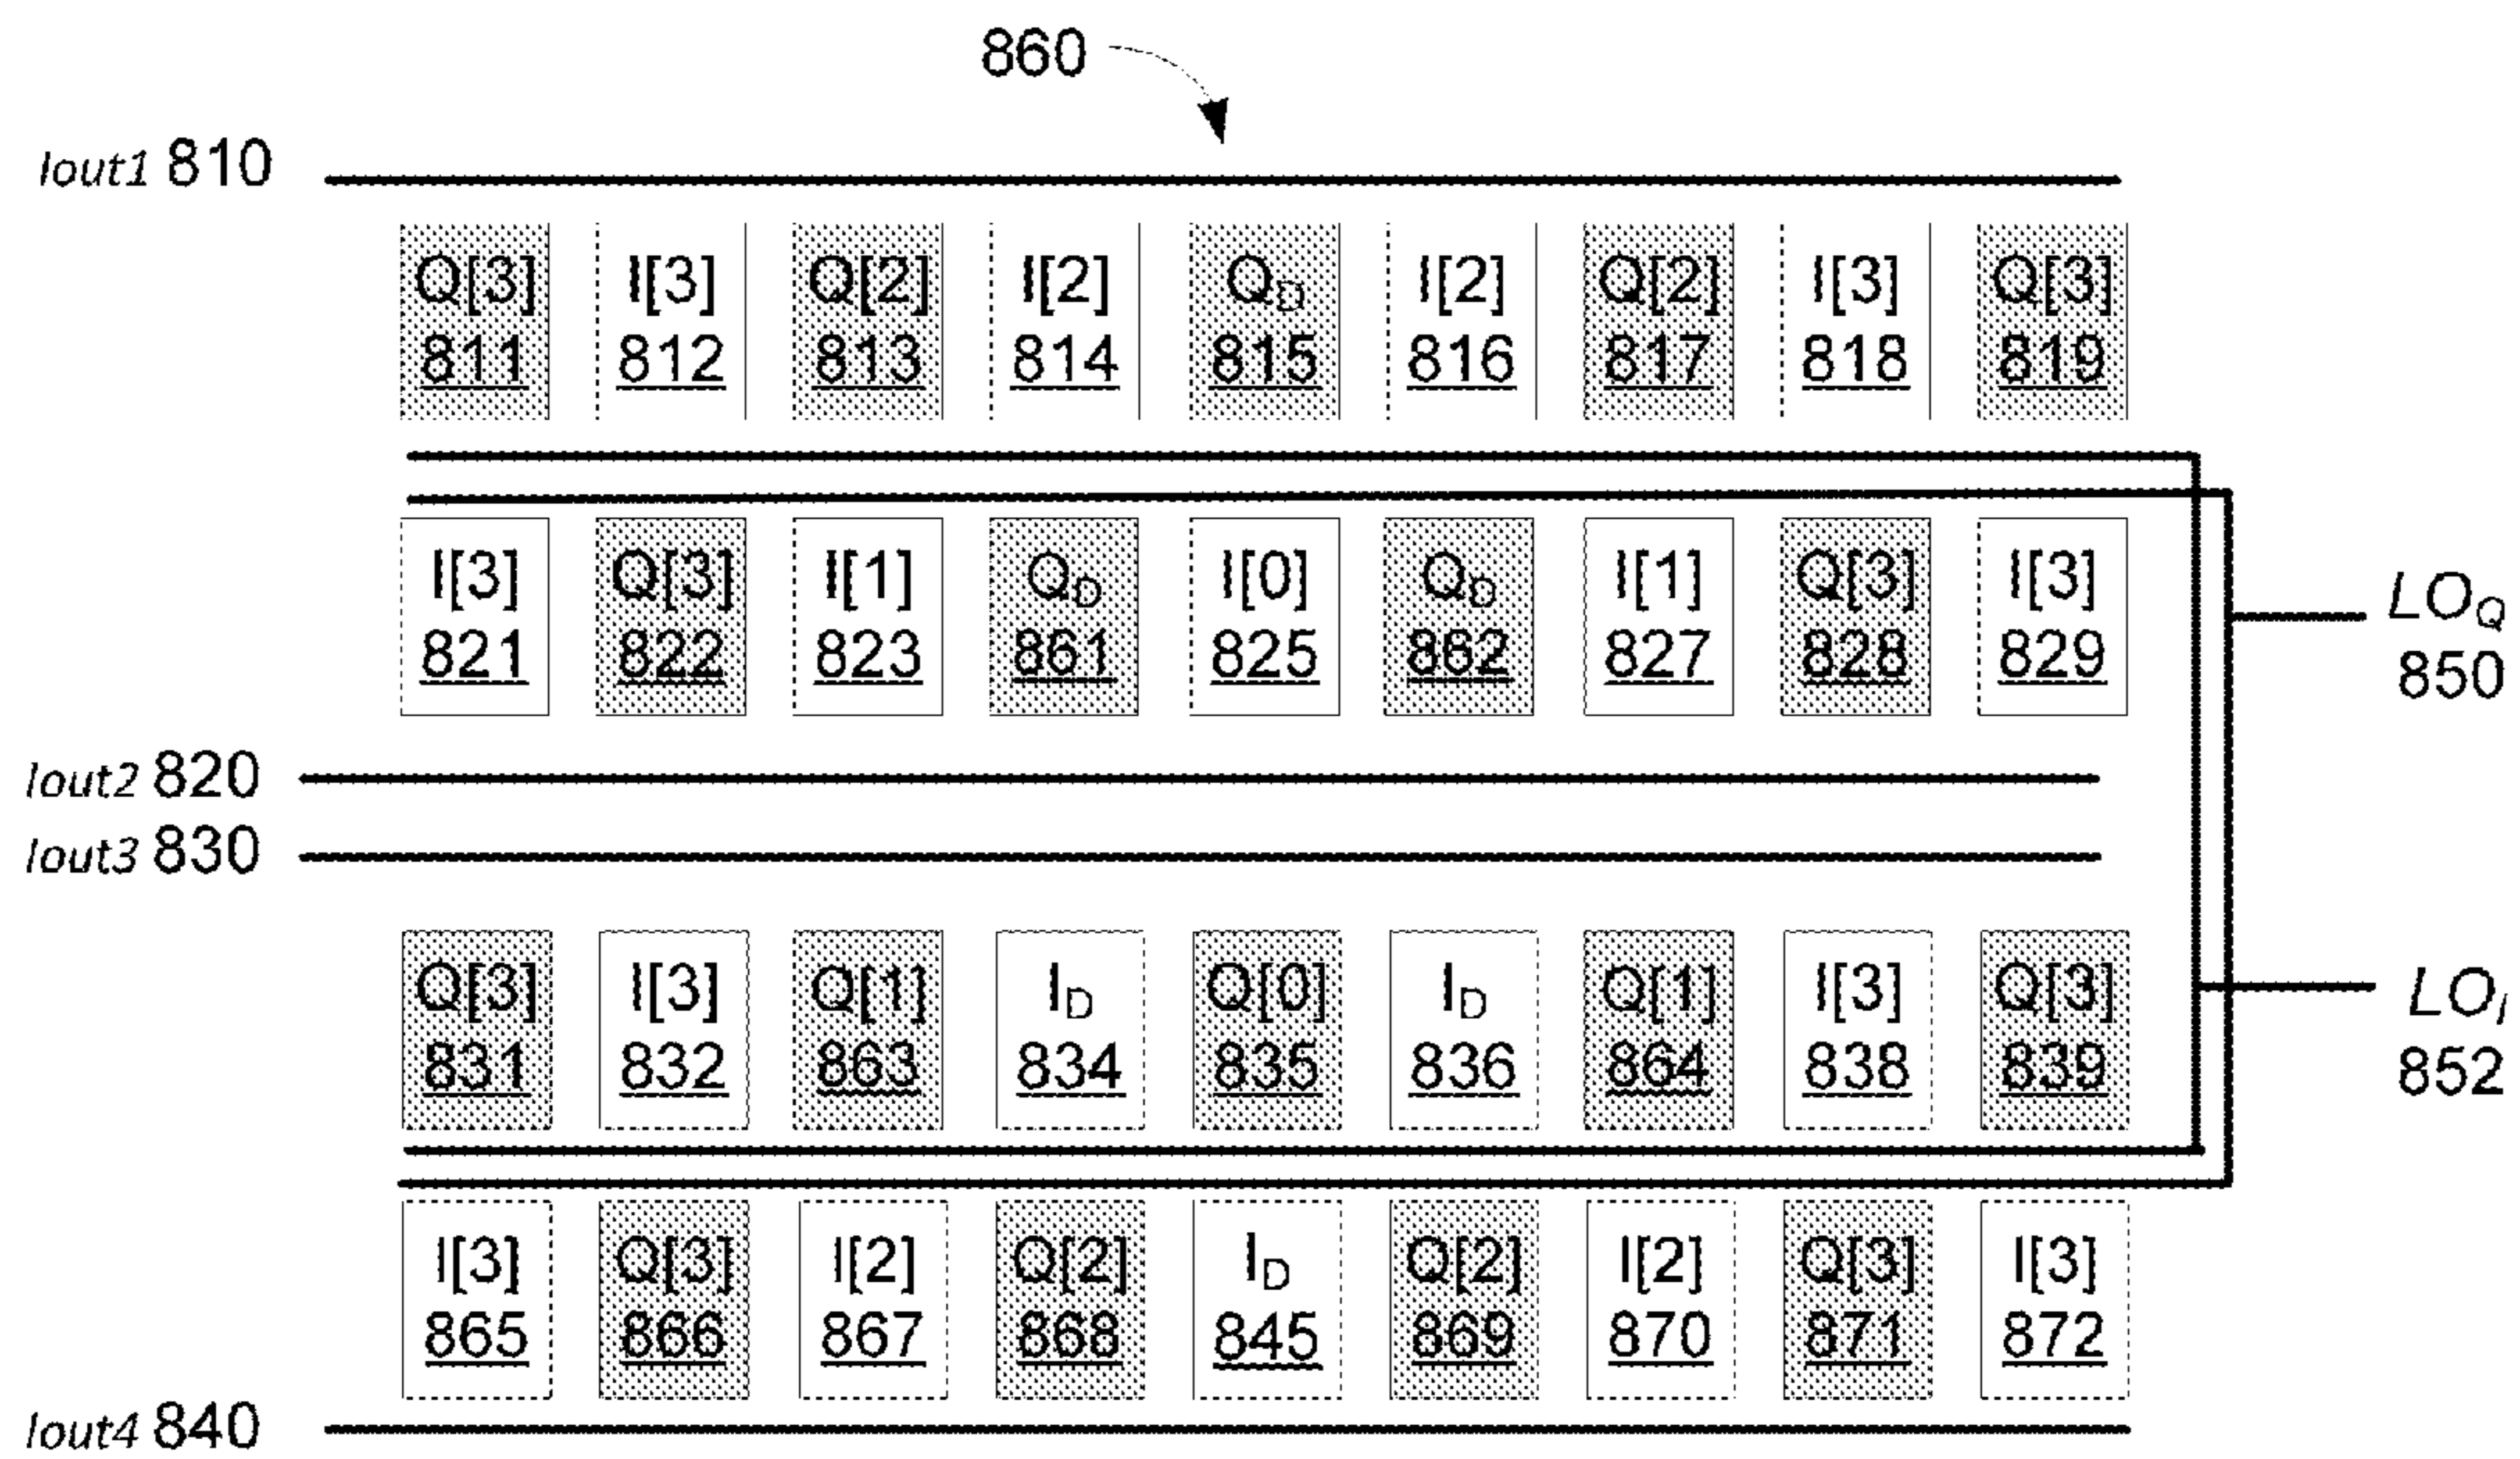 860
Iout1 810
Q[3] I[3] Q[2] I[2] QD I[2] Q[2] I[3] Q[3]
811 812 813 814 815 816 817 818 819
I[3] Q[3] I[1] QD I[0] QD I[1] Q[3] I[3]
821 822 823 861 825 862 827 828 829
LOQ
850
Iout2 820
Iout3 830
Q[3] I[3] Q[1] ID Q[0] ID Q[1] I[3] Q[3]
831 832 863 834 835 836 864 838 839
LOI
852
I[3] Q[3] I[2] Q[2] ID Q[2] I[2] Q[3] I[3]
865 866 867 868 845 869 870 871 872
Iout4 840